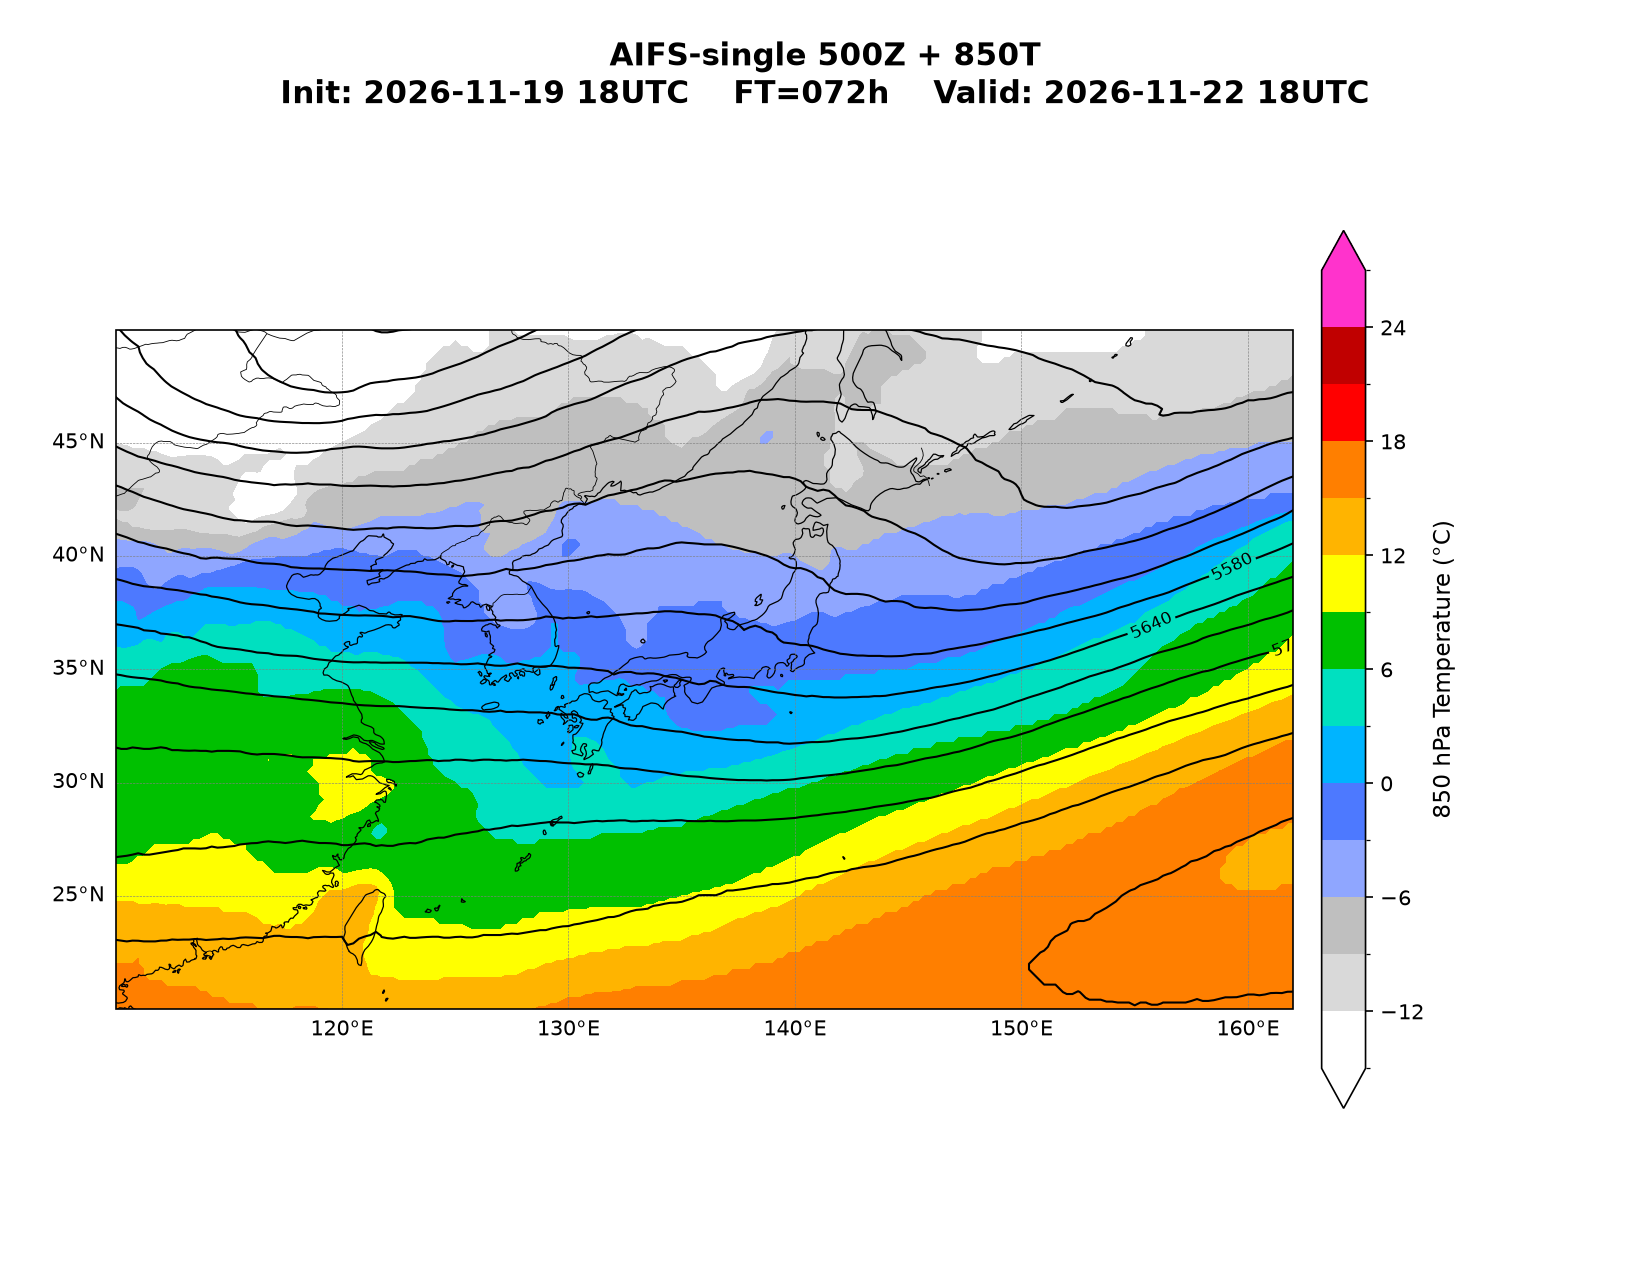 AIFS-single 500Z + 850T
Init: 2026-11-19 18UTC    FT=072h    Valid: 2026-11-22 18UTC
45°N
40°N
35°N
30°N
25°N
120°E
130°E
140°E
150°E
160°E
5580
5640
57
24
18
12
6
0
−6
−12
850 hPa Temperature (°C)